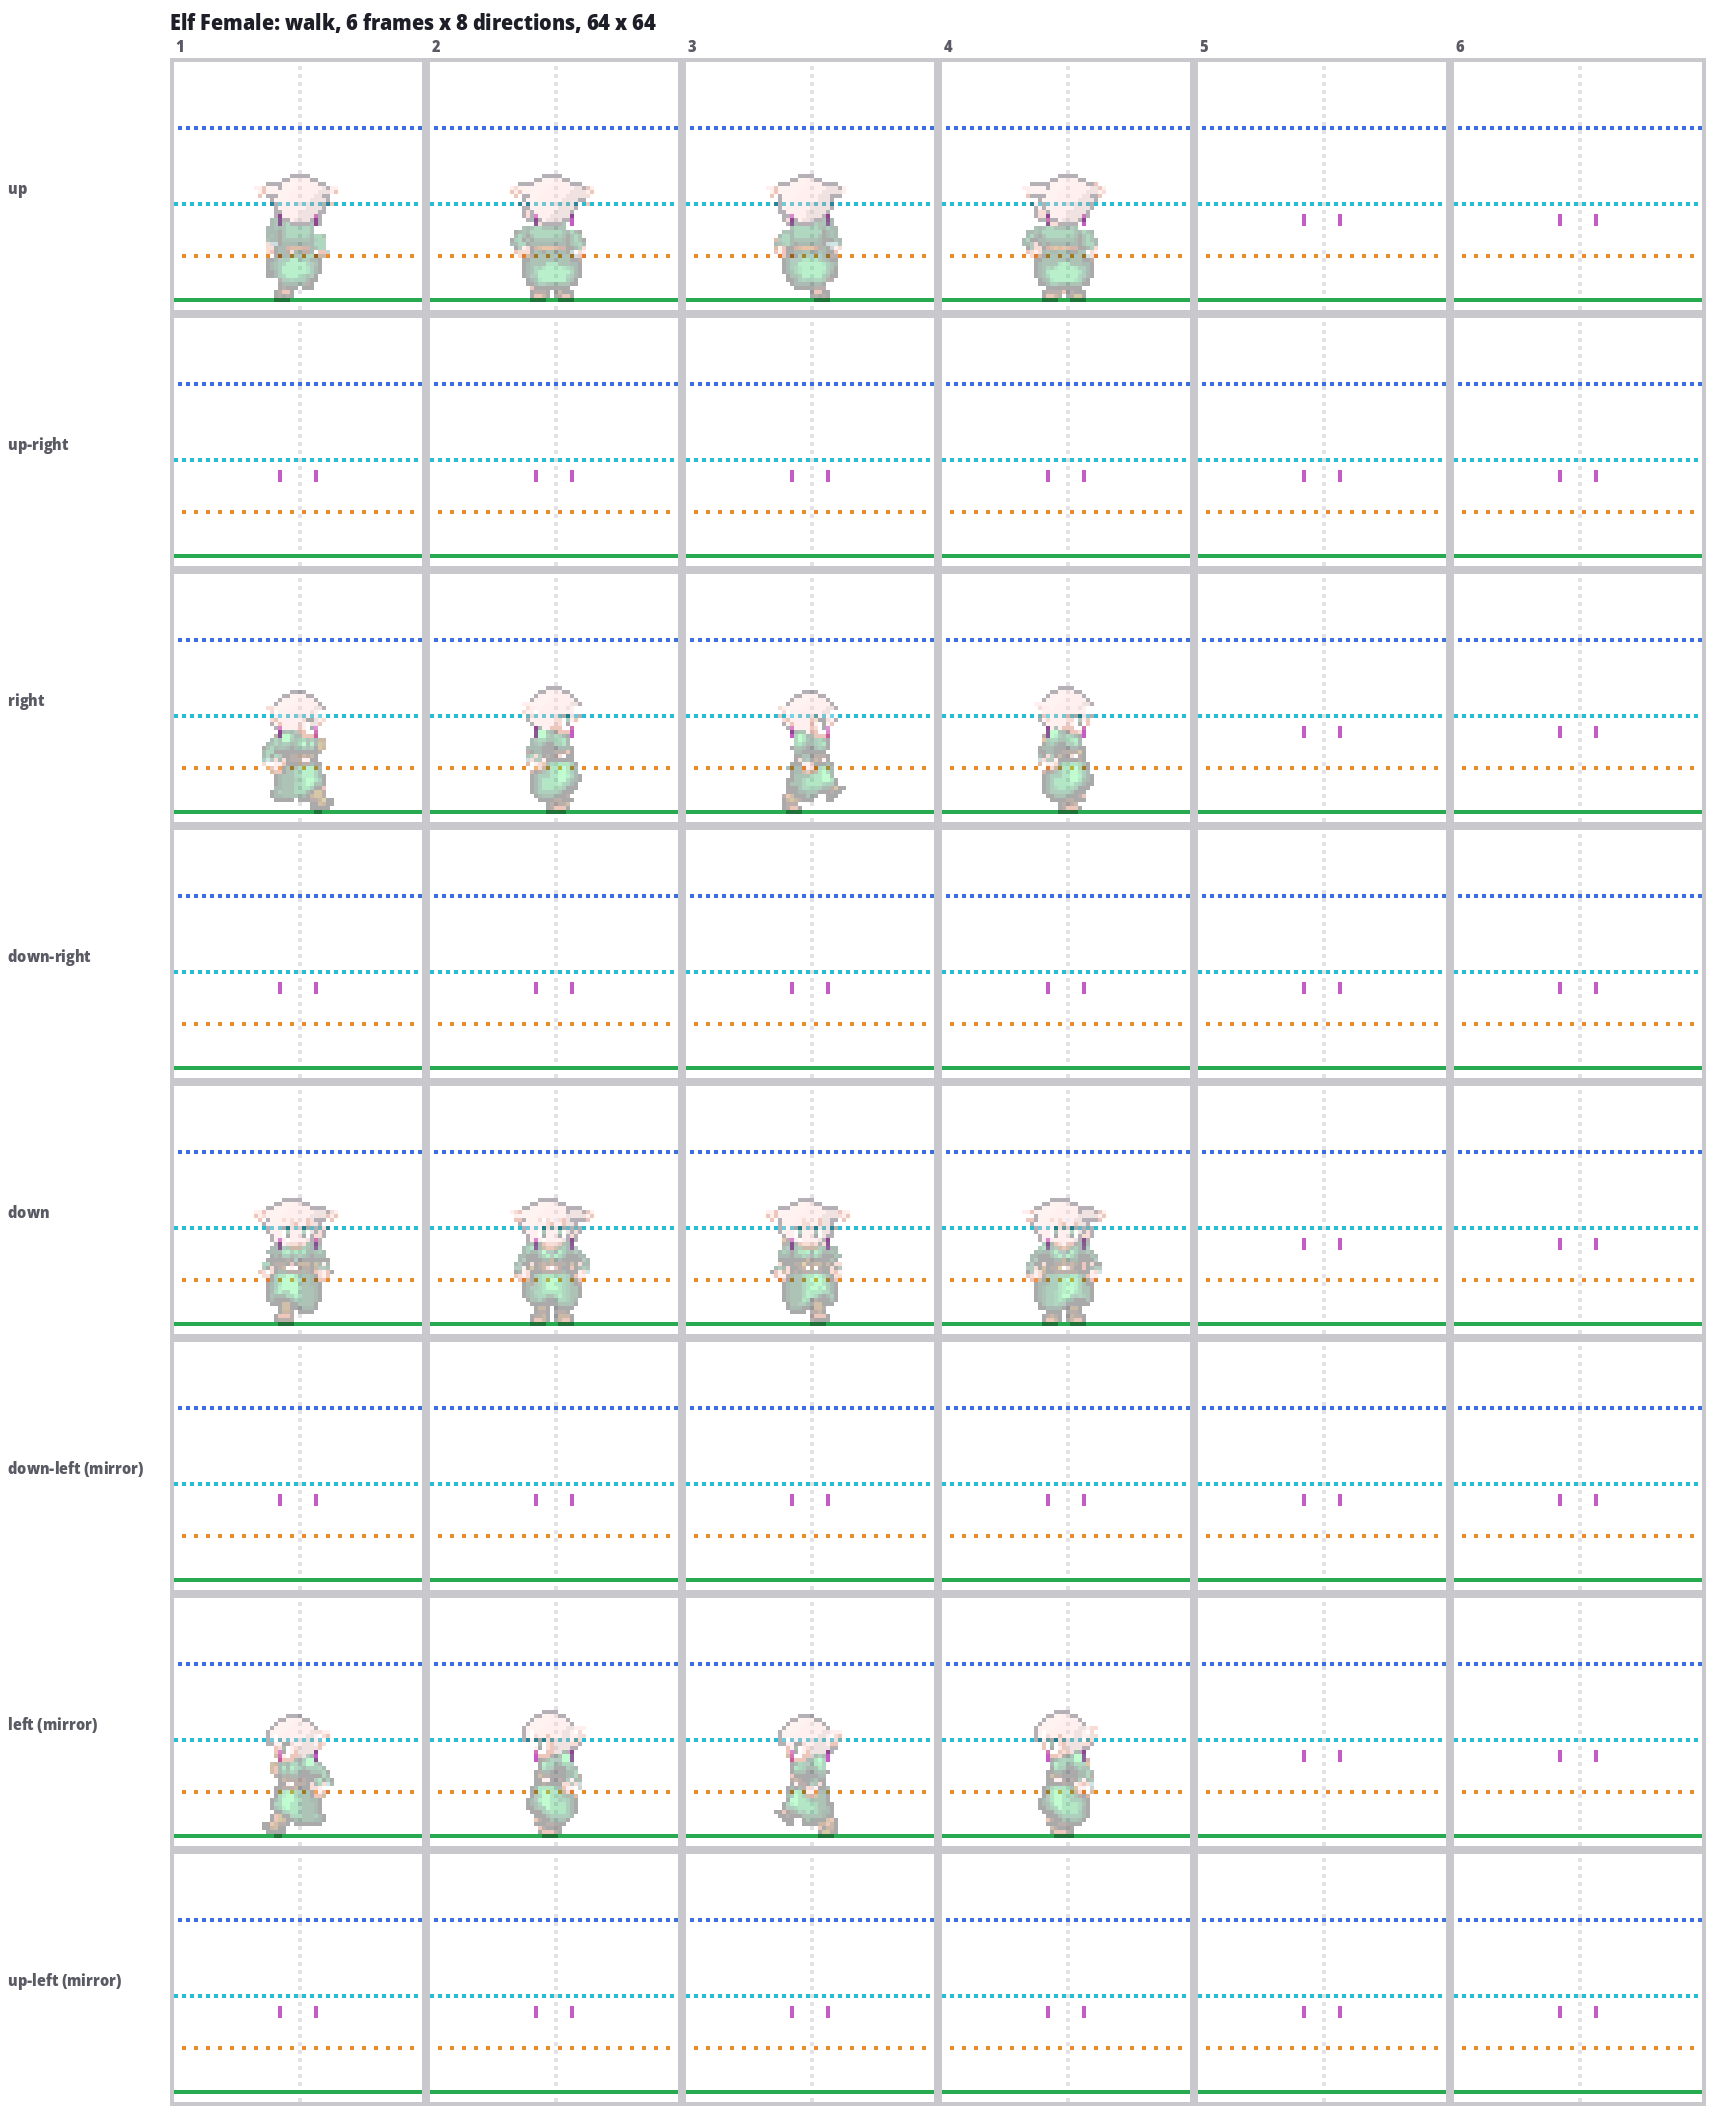 Elf Female: walk, 6 frames x 8 directions, 64 x 64
1 2 3 4 5 6
up
up-right
right
down-right
down
down-left (mirror)
left (mirror)
up-left (mirror)